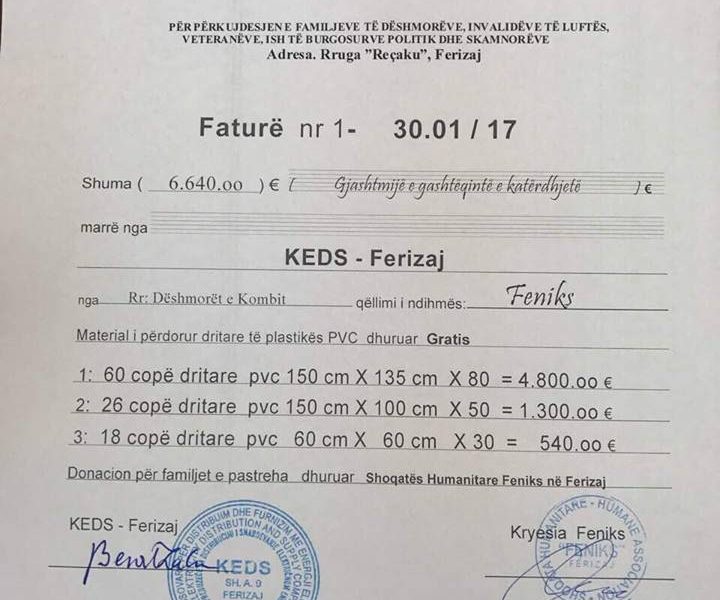 PËR PËRKUJDESJEN E FAMILJEVE TË DËSHMORËVE, INVALIDËVE TË LUFTËS,
VETERANËVE, ISH TË BURGOSURVE POLITIK DHE SKAMNORËVE
Adresa. Rruga "Reçaku", Ferizaj
Faturë nr 1- 30.01 / 17
Shuma ( 6.640.oo ) € ( Gjashtmijë e gashtëqintë e katërdhjetë ) €
marrë nga
KEDS - Ferizaj
nga Rr: Dëshmorët e Kombit qëllimi i ndihmës: Feniks
Material i përdorur dritare të plastikës PVC dhuruar Gratis
1: 60 copë dritare pvc 150 cm X 135 cm X 80 = 4.800.oo €
2: 26 copë dritare pvc 150 cm X 100 cm X 50 = 1.300.oo €
3: 18 copë dritare pvc 60 cm X 60 cm X 30 = 540.oo €
Donacion për familjet e pastreha dhuruar Shoqatës Humanitare Feniks në Ferizaj
KEDS - Ferizaj
Kryesia Feniks
KEDS
SH.A. 9
FERIZAJ
"FENIKS"
FERIZAJ